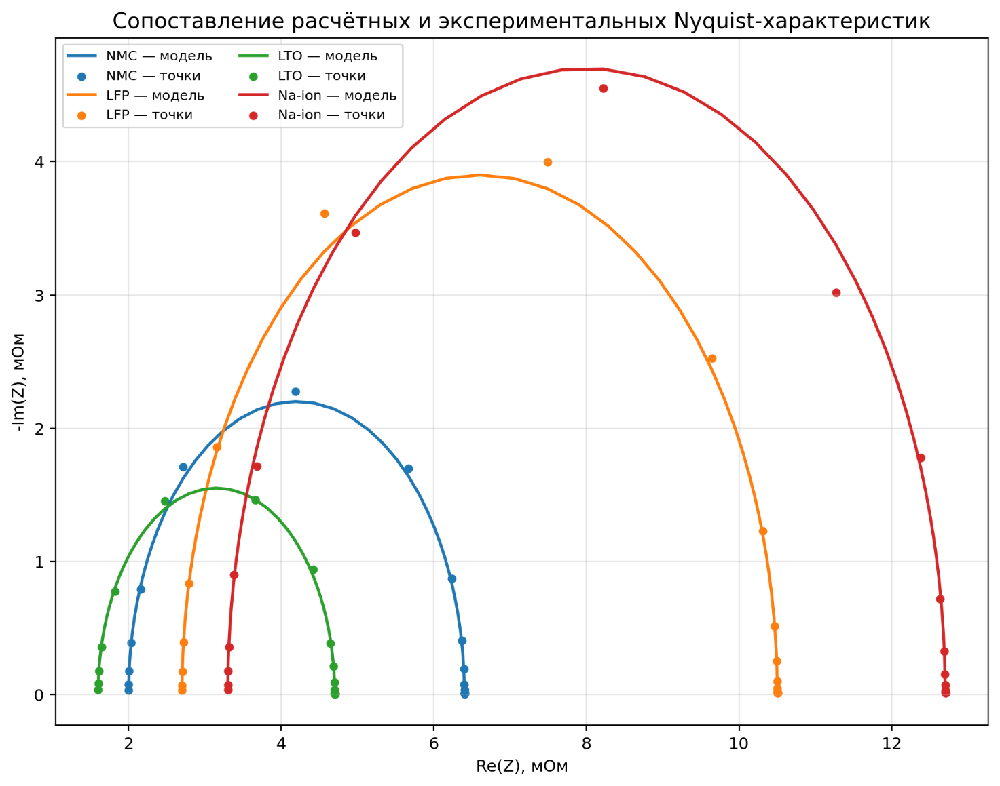 Сопоставление расчётных и экспериментальных Nyquist-характеристик
NMC — модель
NMC — точки
LFP — модель
LFP — точки
LTO — модель
LTO — точки
Na-ion — модель
Na-ion — точки
-Im(Z), мОм
4
3
2
1
0
2 4 6 8 10 12
Re(Z), мОм